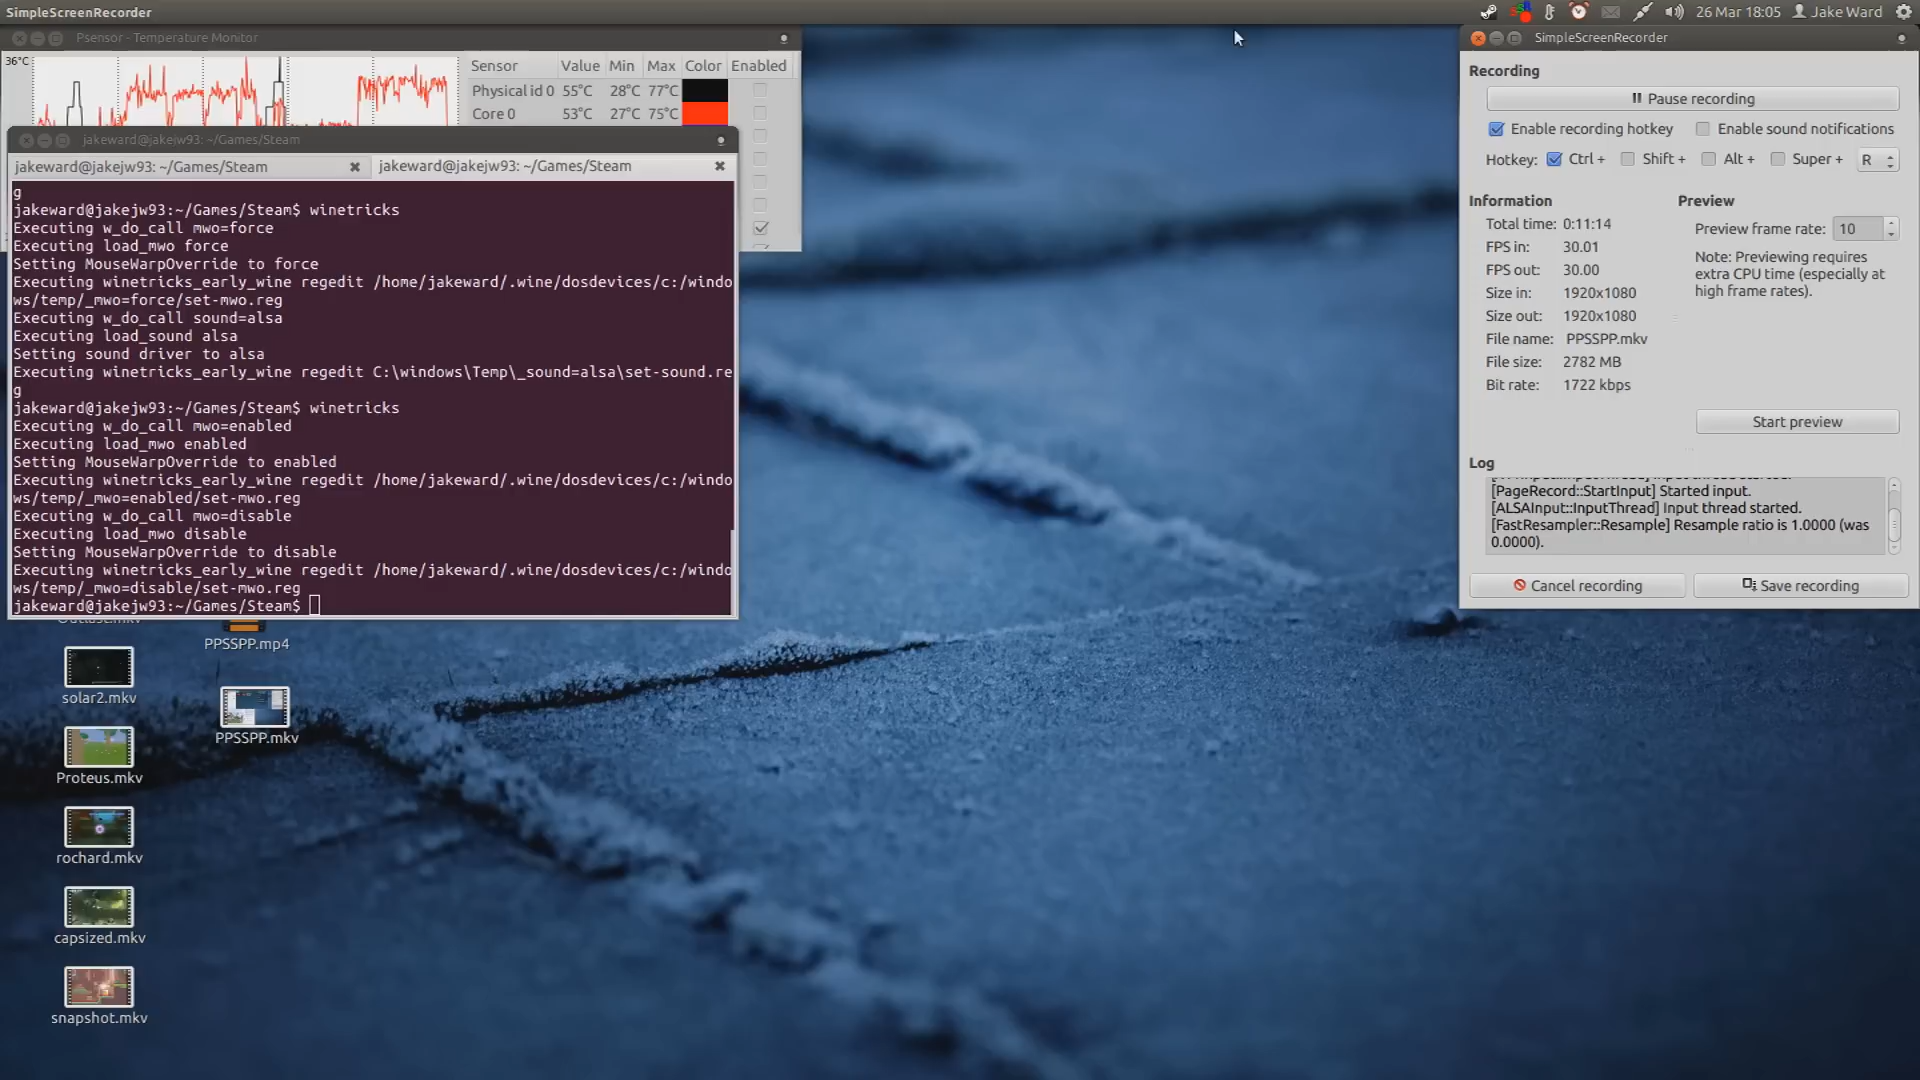 SimpleScreenRecorder
26 Mar 18:05 Jake Ward
Psensor - Temperature Monitor
36°C
Sensor Value Min Max Color Enabled
Physical id 0 55°C 28°C 77°C
Core 0 53°C 27°C 75°C
jakeward@jakejw93: ~/Games/Steam
jakeward@jakejw93: ~/Games/Steam
jakeward@jakejw93: ~/Games/Steam
g
jakeward@jakejw93:~/Games/Steam$ winetricks
Executing w_do_call mwo=force
Executing load_mwo force
Setting MouseWarpOverride to force
Executing winetricks_early_wine regedit /home/jakeward/.wine/dosdevices/c:/windo
ws/temp/_mwo=force/set-mwo.reg
Executing w_do_call sound=alsa
Executing load_sound alsa
Setting sound driver to alsa
Executing winetricks_early_wine regedit C:\windows\Temp\_sound=alsa\set-sound.re
g
jakeward@jakejw93:~/Games/Steam$ winetricks
Executing w_do_call mwo=enabled
Executing load_mwo enabled
Setting MouseWarpOverride to enabled
Executing winetricks_early_wine regedit /home/jakeward/.wine/dosdevices/c:/windo
ws/temp/_mwo=enabled/set-mwo.reg
Executing w_do_call mwo=disable
Executing load_mwo disable
Setting MouseWarpOverride to disable
Executing winetricks_early_wine regedit /home/jakeward/.wine/dosdevices/c:/windo
ws/temp/_mwo=disable/set-mwo.reg
jakeward@jakejw93:~/Games/Steam$
PPSSPP.mp4
solar2.mkv
PPSSPP.mkv
Proteus.mkv
rochard.mkv
capsized.mkv
snapshot.mkv
SimpleScreenRecorder
Recording
Pause recording
Enable recording hotkey Enable sound notifications
Hotkey: Ctrl + Shift + Alt + Super + R
Information
Total time: 0:11:14
FPS in: 30.01
FPS out: 30.00
Size in: 1920x1080
Size out: 1920x1080
File name: PPSSPP.mkv
File size: 2782 MB
Bit rate: 1722 kbps
Preview
Preview frame rate: 10
Note: Previewing requires
extra CPU time (especially at
high frame rates).
Start preview
Log
[PageRecord::StartInput] Started input.
[ALSAInput::InputThread] Input thread started.
[FastResampler::Resample] Resample ratio is 1.0000 (was
0.0000).
Cancel recording
Save recording